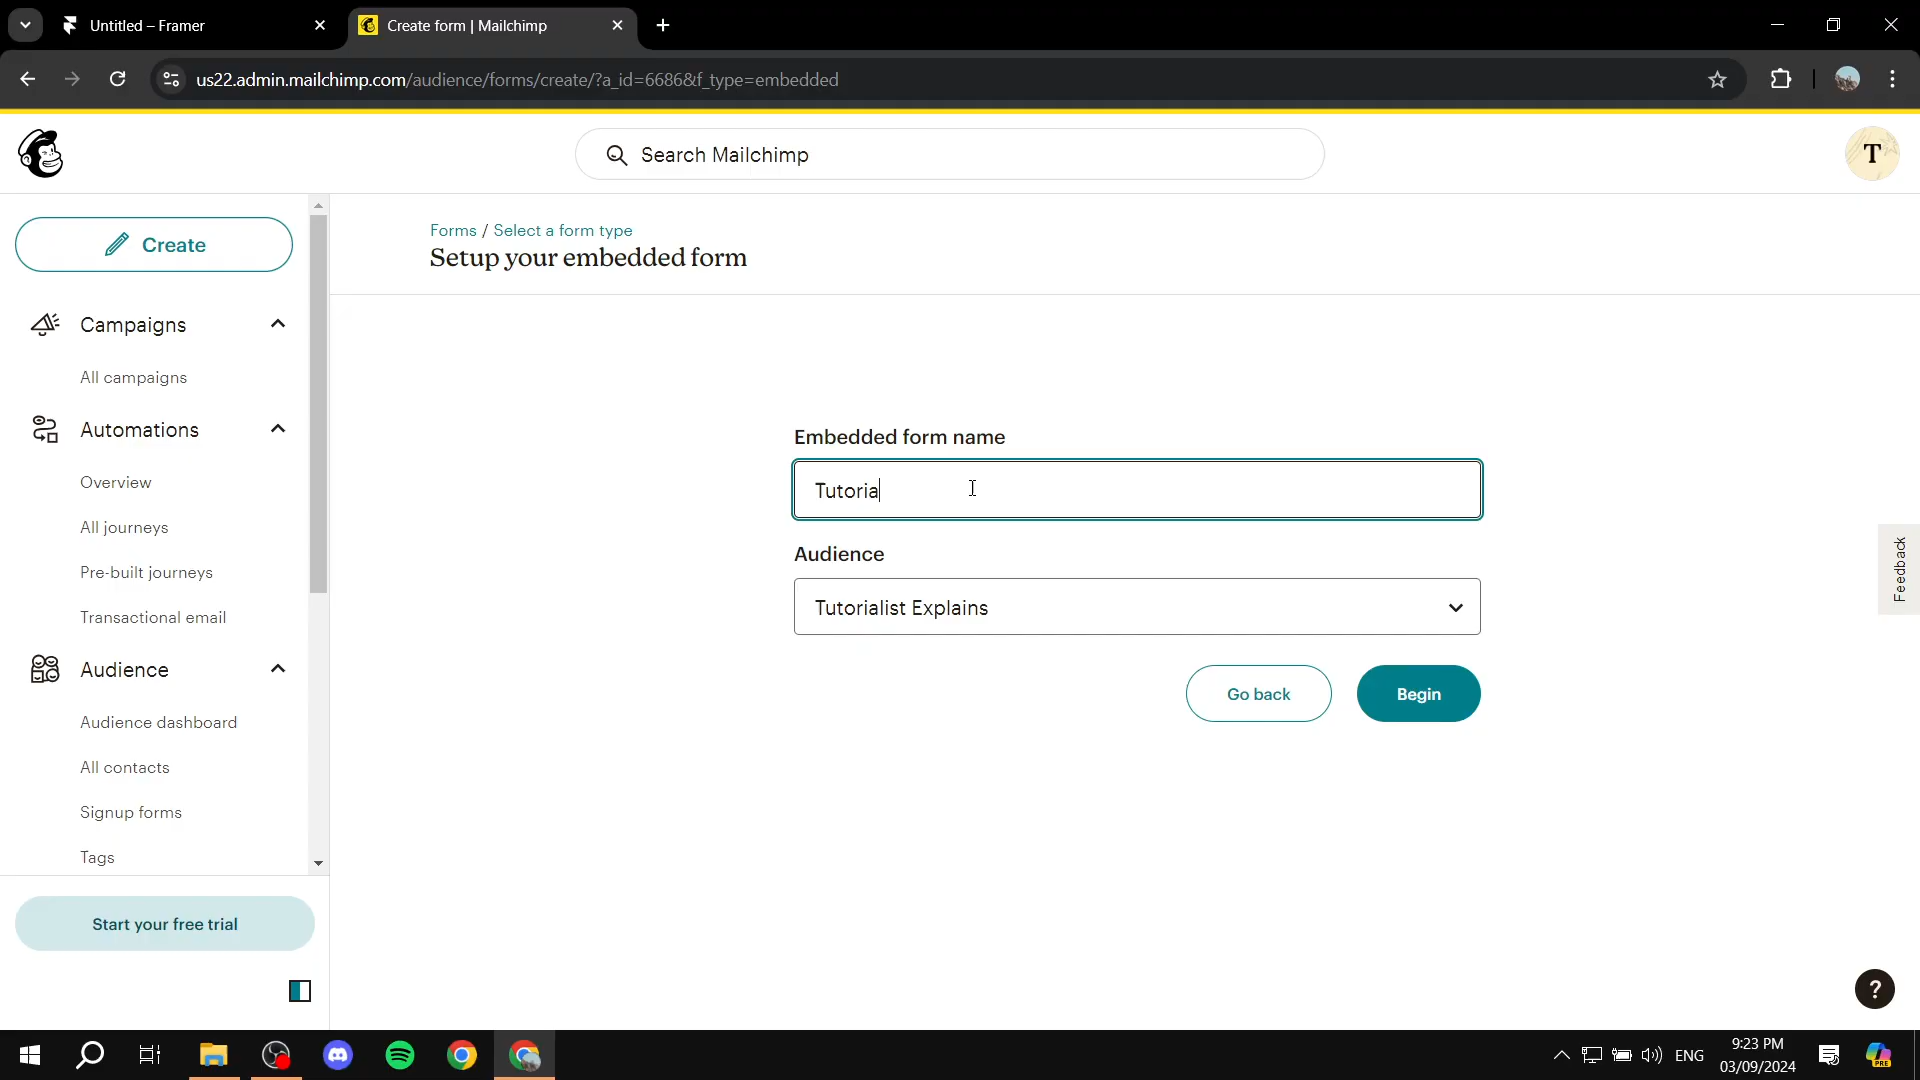 Untitled – Framer
Create form | Mailchimp
us22.admin.mailchimp.com/audience/forms/create/?a_id=6686&f_type=embedded
Search Mailchimp
T
Create
Forms / Select a form type
Setup your embedded form
Campaigns
All campaigns
Automations
Overview
All journeys
Pre-built journeys
Transactional email
Audience
Audience dashboard
All contacts
Signup forms
Tags
Start your free trial
Embedded form name
Tutoria
Audience
Tutorialist Explains
Go back
Begin
Feedback
?
ENG
9:23 PM
03/09/2024
PRE